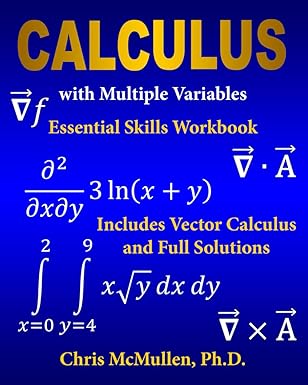 CALCULUS
with Multiple Variables
∇⃗f
Essential Skills Workbook
∇⃗ · A⃗
∂²/∂x∂y 3 ln(x + y)
Includes Vector Calculus
and Full Solutions
∫_{x=0}^{2} ∫_{y=4}^{9} x√y dx dy
∇⃗ × A⃗
Chris McMullen, Ph.D.